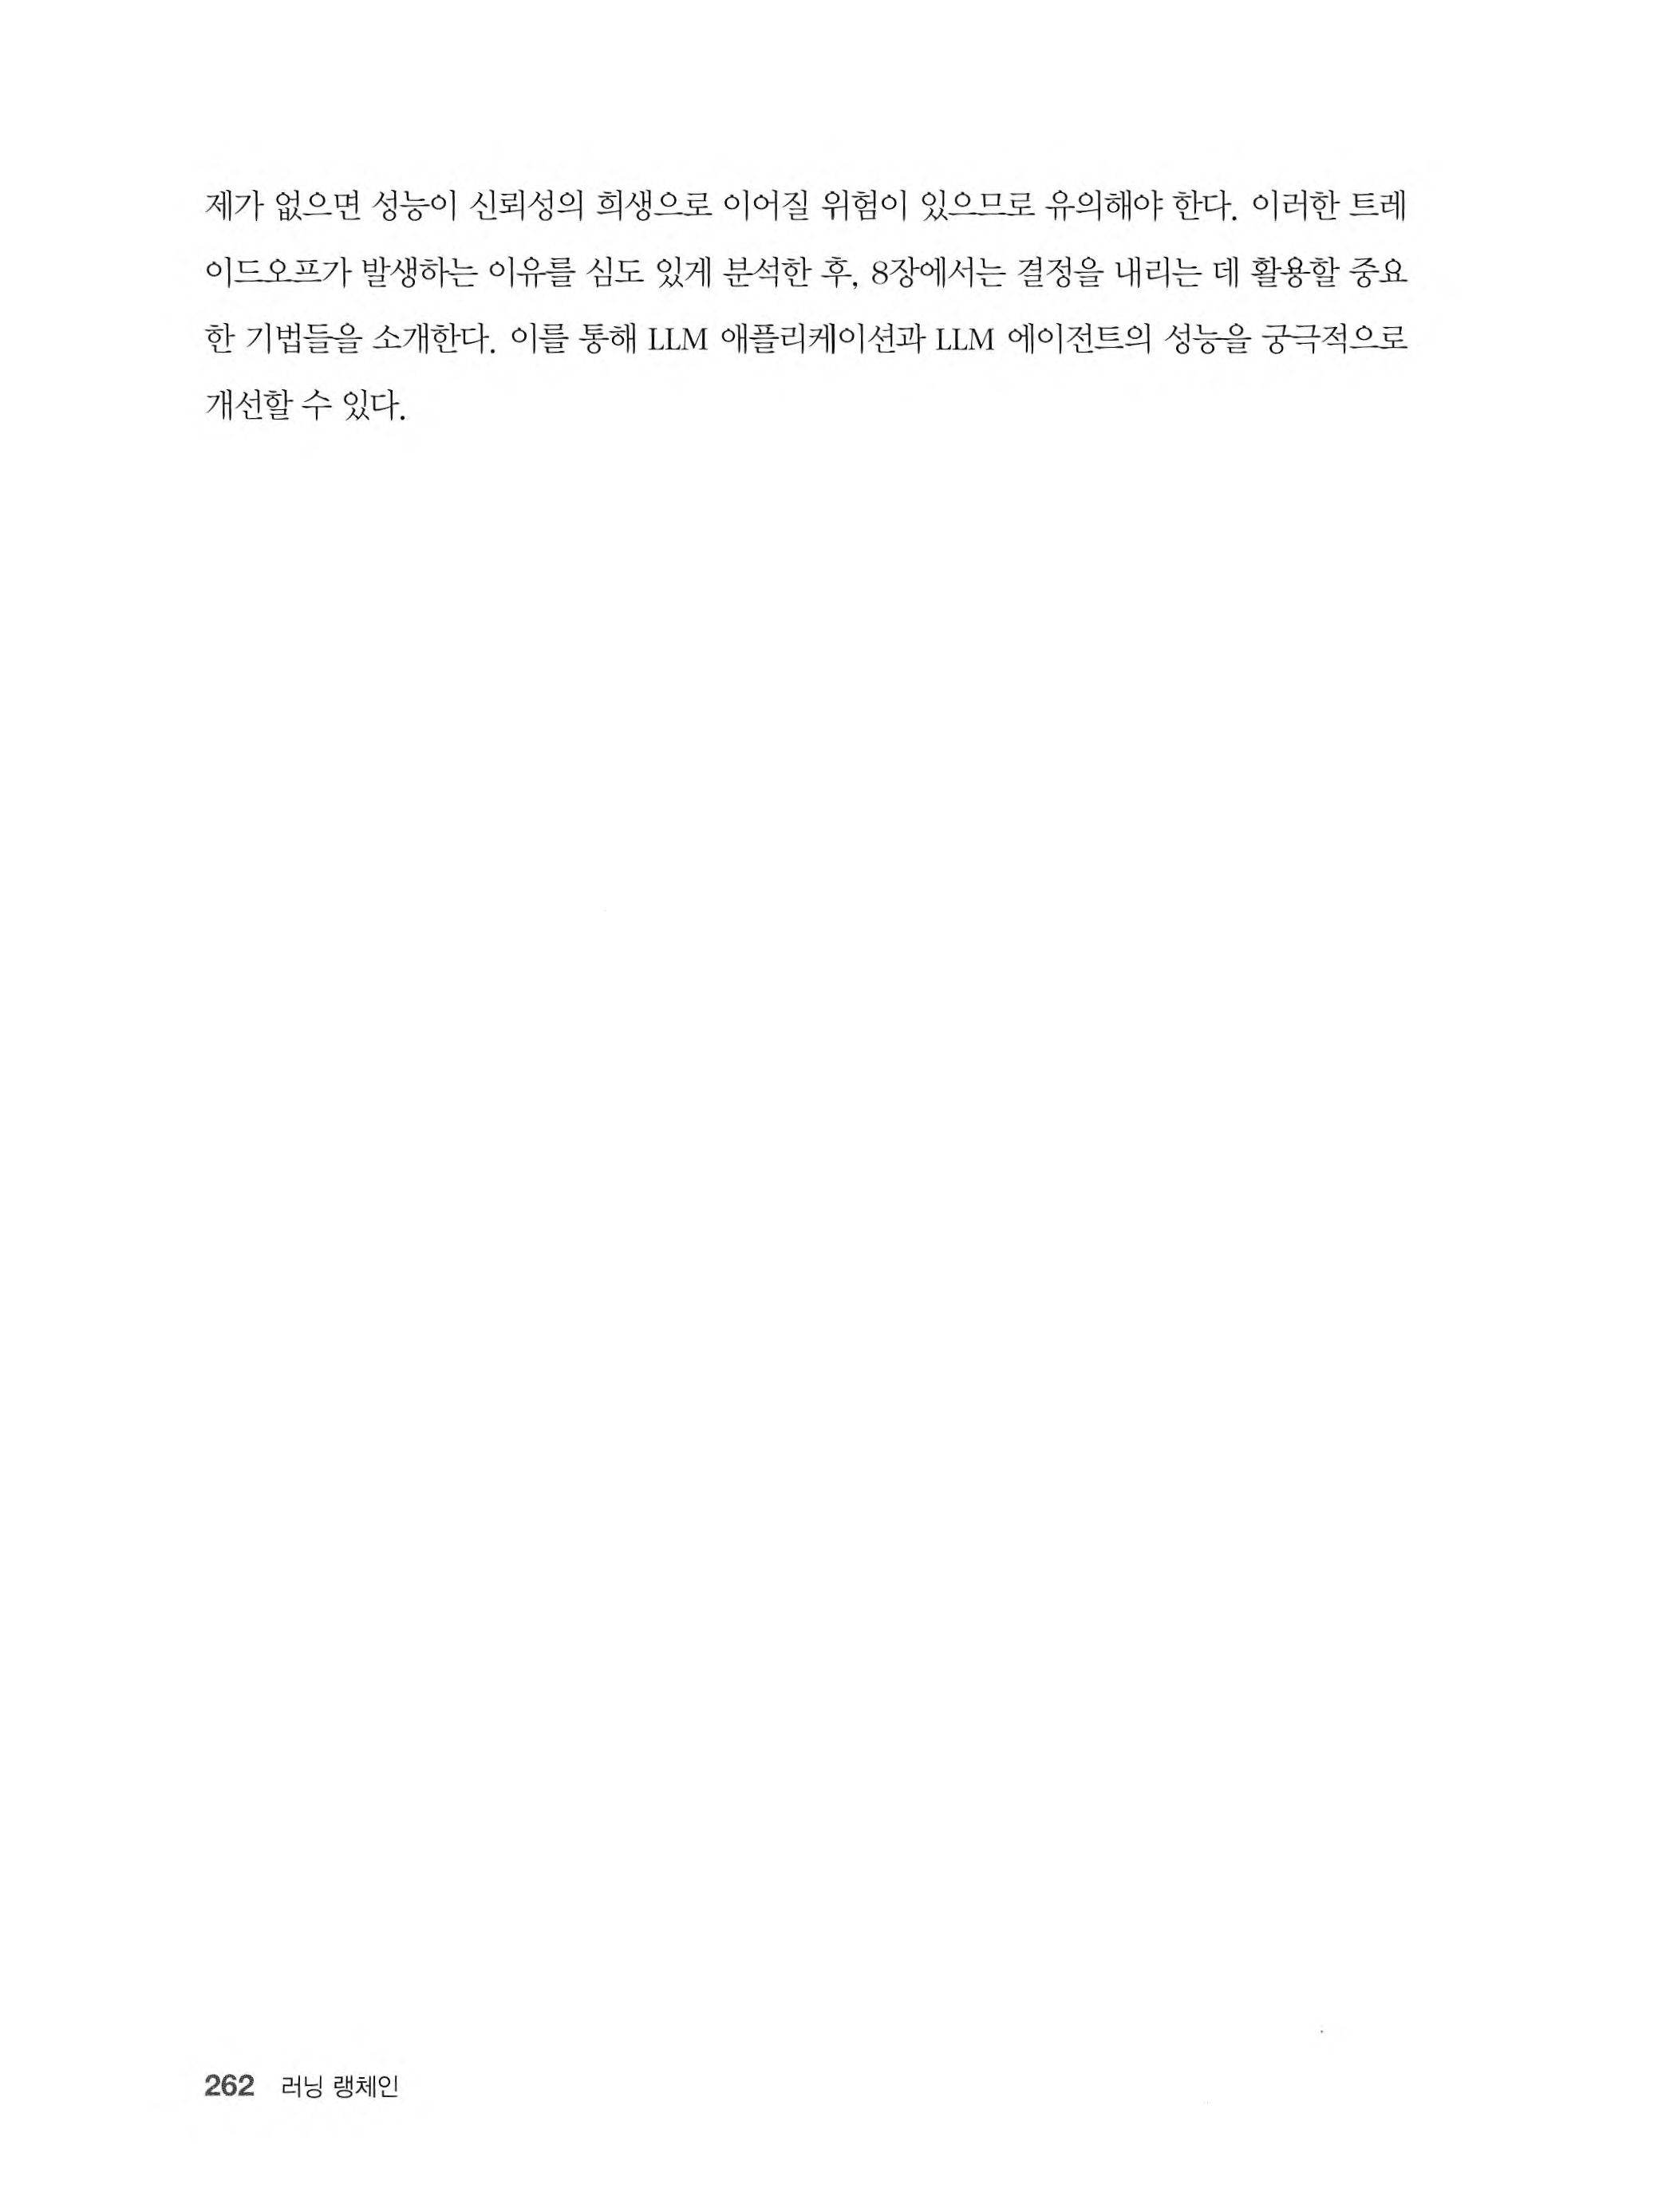 제가 없으면 성능이 신뢰성의 희생으로 이어질 위험이 있으므로 유의해야 한다. 이러한 트레
이드오프가 발생하는 이유를 심도 있게 분석한 후, 8장에서는 결정을 내리는 데 활용할 중요
한 기법들을 소개한다. 이를 통해 LLM 애플리케이션과 LLM 에이전트의 성능을 궁극적으로
개선할 수 있다.
262 러닝 랭체인